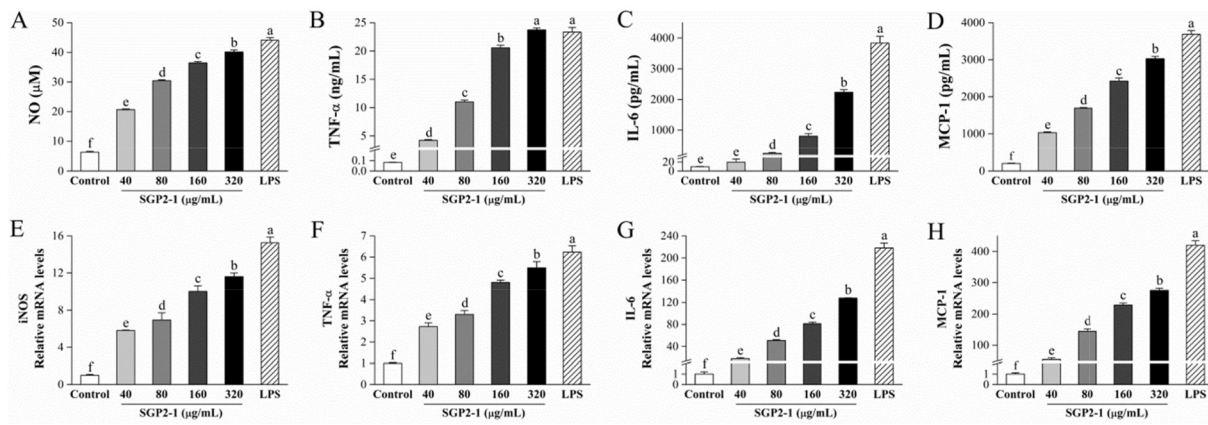 A
NO
(μM)
50
40
30
20
10
0
f
e
d
c
b
a
Control 40 80 160 320 LPS
SGP2-1 (μg/mL)
B
TNF-α
(ng/mL)
25
20
15
10
5
0.1
0.0
e
d
c
b
a
a
Control 40 80 160 320 LPS
SGP2-1 (μg/mL)
C
IL-6
(pg/mL)
4000
3000
2000
1000
20
0
e
e
d
c
b
a
Control 40 80 160 320 LPS
SGP2-1 (μg/mL)
D
MCP-1
(pg/mL)
4000
3000
2000
1000
0
f
e
d
c
b
a
Control 40 80 160 320 LPS
SGP2-1 (μg/mL)
E
iNOS
Relative mRNA levels
16
12
8
4
0
f
e
d
c
b
a
Control 40 80 160 320 LPS
SGP2-1 (μg/mL)
F
TNF-α
Relative mRNA levels
7
6
5
4
3
2
1
0
f
e
d
c
b
a
Control 40 80 160 320 LPS
SGP2-1 (μg/mL)
G
IL-6
Relative mRNA levels
240
200
160
120
80
40
1
0
f
e
d
c
b
a
Control 40 80 160 320 LPS
SGP2-1 (μg/mL)
H
MCP-1
Relative mRNA levels
400
300
200
100
1
0
f
e
d
c
b
a
Control 40 80 160 320 LPS
SGP2-1 (μg/mL)